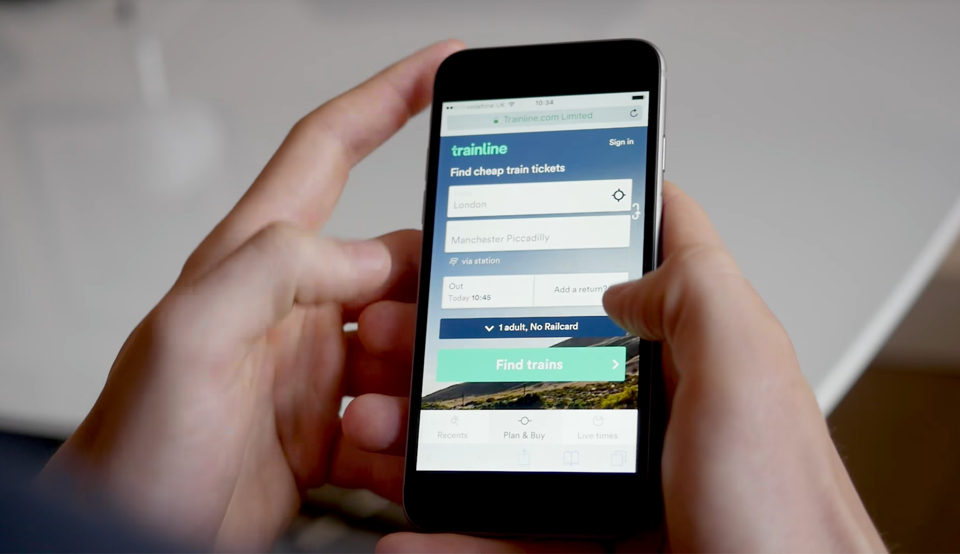 10:34
Trainline.com Limited
trainline
Sign in
Find cheap train tickets
London
Manchester Piccadilly
via station
Out
Today 10:45
Add a return?
1 adult, No Railcard
Find trains
Recents
Plan & Buy
Live times